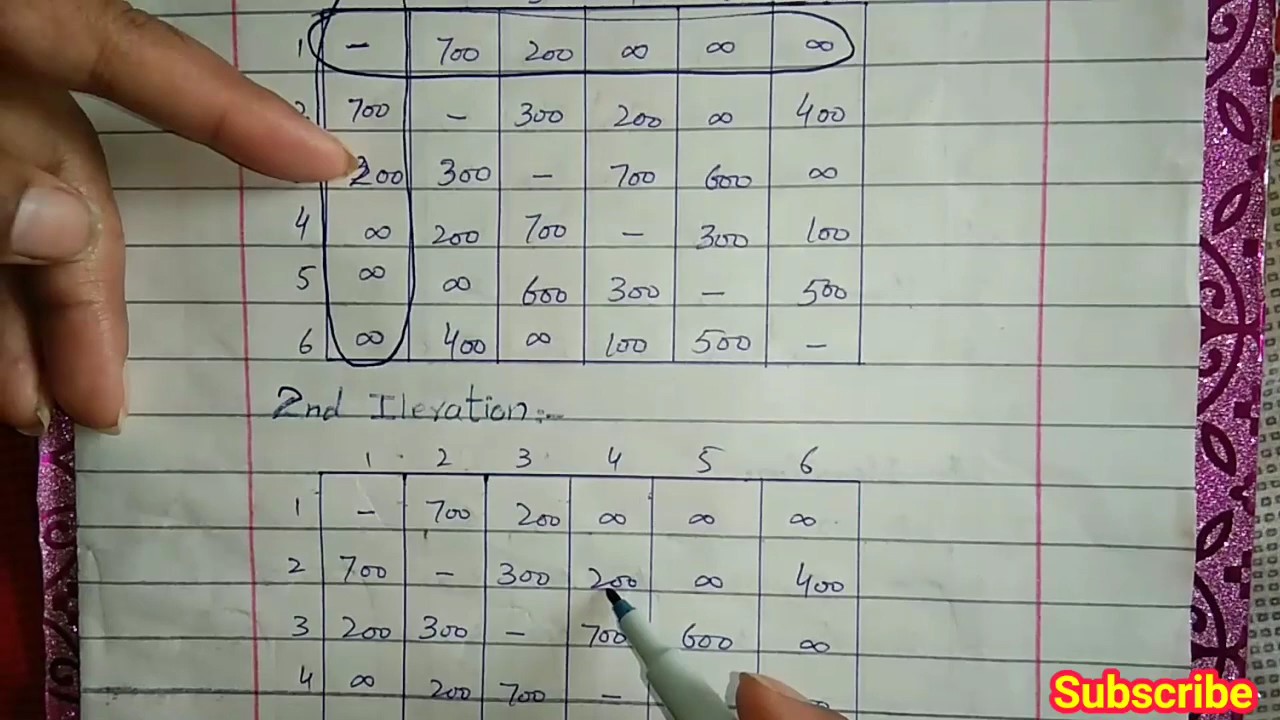 1 – 700 200 ∞ ∞ ∞
2 700 – 300 200 ∞ 400
200 300 – 700 600 ∞
4 ∞ 200 700 – 300 100
5 ∞ ∞ 600 300 – 500
6 ∞ 400 ∞ 100 500 –
2nd Ileration:-
1 2 3 4 5 6
1 – 700 200 ∞ ∞ ∞
2 700 – 300 200 ∞ 400
3 200 300 – 700 600 ∞
4 ∞ 200 700 –
Subscribe